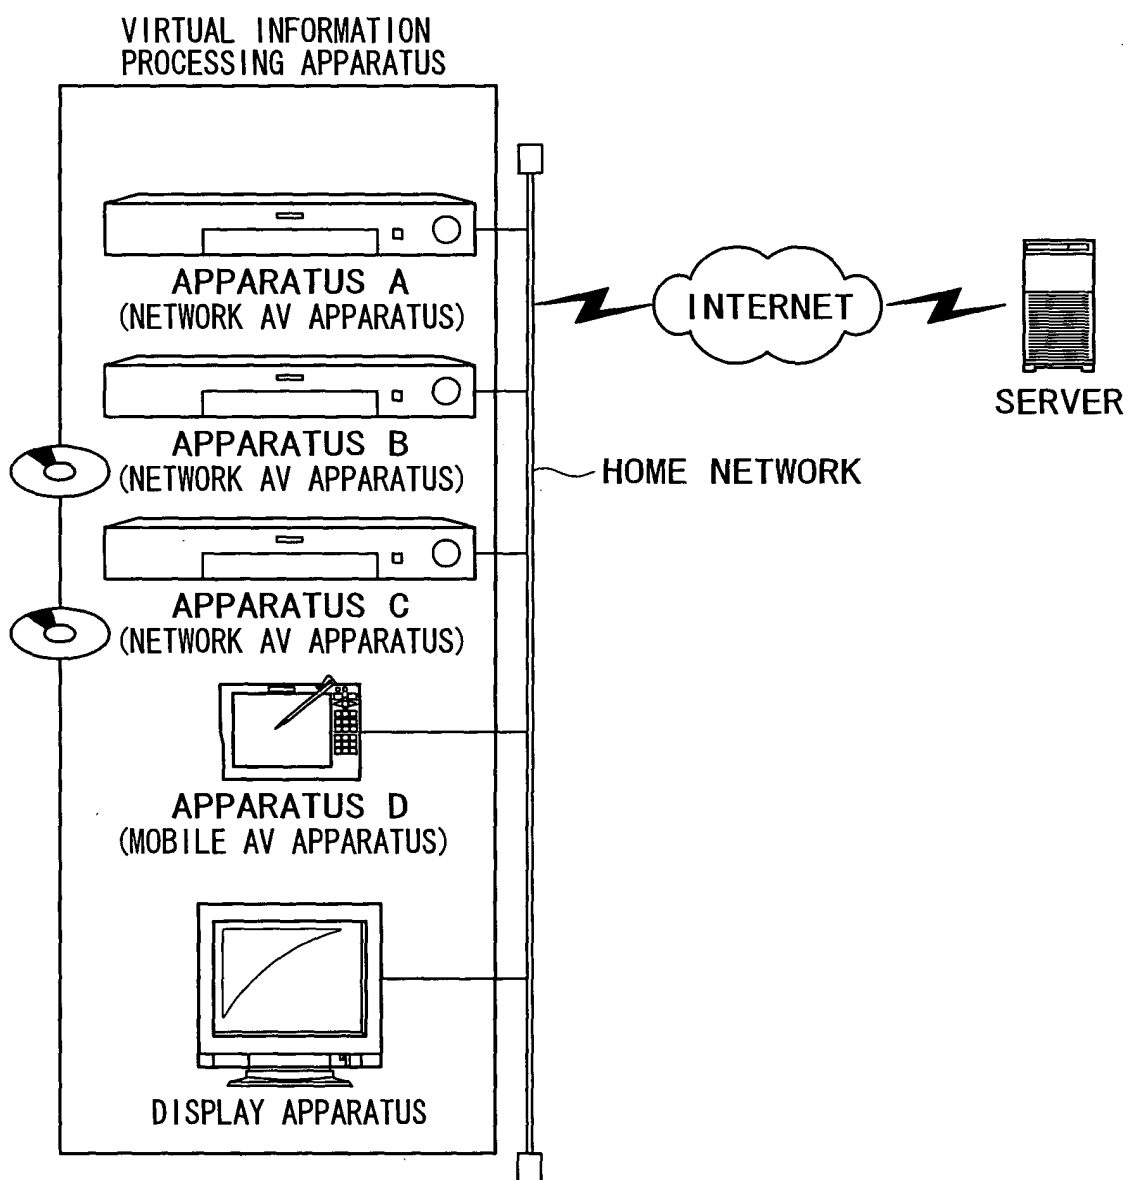 VIRTUAL INFORMATION
PROCESSING APPARATUS
APPARATUS A
(NETWORK AV APPARATUS)
INTERNET
SERVER
APPARATUS B
(NETWORK AV APPARATUS)
HOME NETWORK
APPARATUS C
(NETWORK AV APPARATUS)
APPARATUS D
(MOBILE AV APPARATUS)
DISPLAY APPARATUS